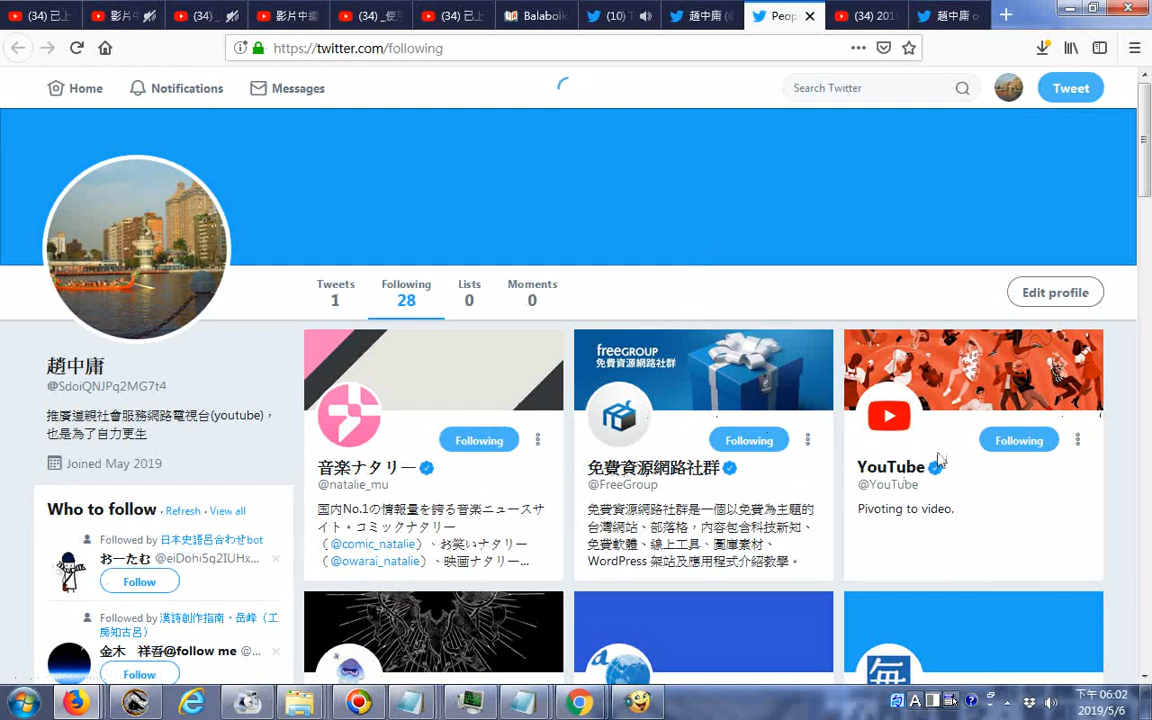 (34) 已上
影片中
(34)
影片中繼
(34) _使用
(34) 已上
Balabolk
(10) T
趙中庸 (
Peop
(34) 201
趙中庸 o
https://twitter.com/following
Home
Notifications
Messages
Search Twitter
Tweet
Tweets
1
Following
28
Lists
0
Moments
0
Edit profile
趙中庸
@SdoiQNJPq2MG7t4
推廣道親社會服務網路電視台(youtube)，
也是為了自力更生
Joined May 2019
Who to follow · Refresh · View all
Followed by 日本史語呂合わせbot
おーたむ @eiDohi5q2IUHx...
Follow
Followed by 漢詩創作指南・岳峰（工
房知古呂）
金木 祥吾@follow me @...
Follow
Following
音楽ナタリー
@natalie_mu
国内No.1の情報量を誇る音楽ニュースサ
イト。コミックナタリー
（@comic_natalie）、お笑いナタリー
（@owarai_natalie）、映画ナタリー...
freeGROUP
免費資源網路社群
Following
免費資源網路社群
@FreeGroup
免費資源網路社群是一個以免費為主題的
台灣網站、部落格，內容包含科技新知、
免費軟體、線上工具、圖庫素材、
WordPress 架站及應用程式介紹教學。
Following
YouTube
@YouTube
Pivoting to video.
毎
下午 06:02
2019/5/6